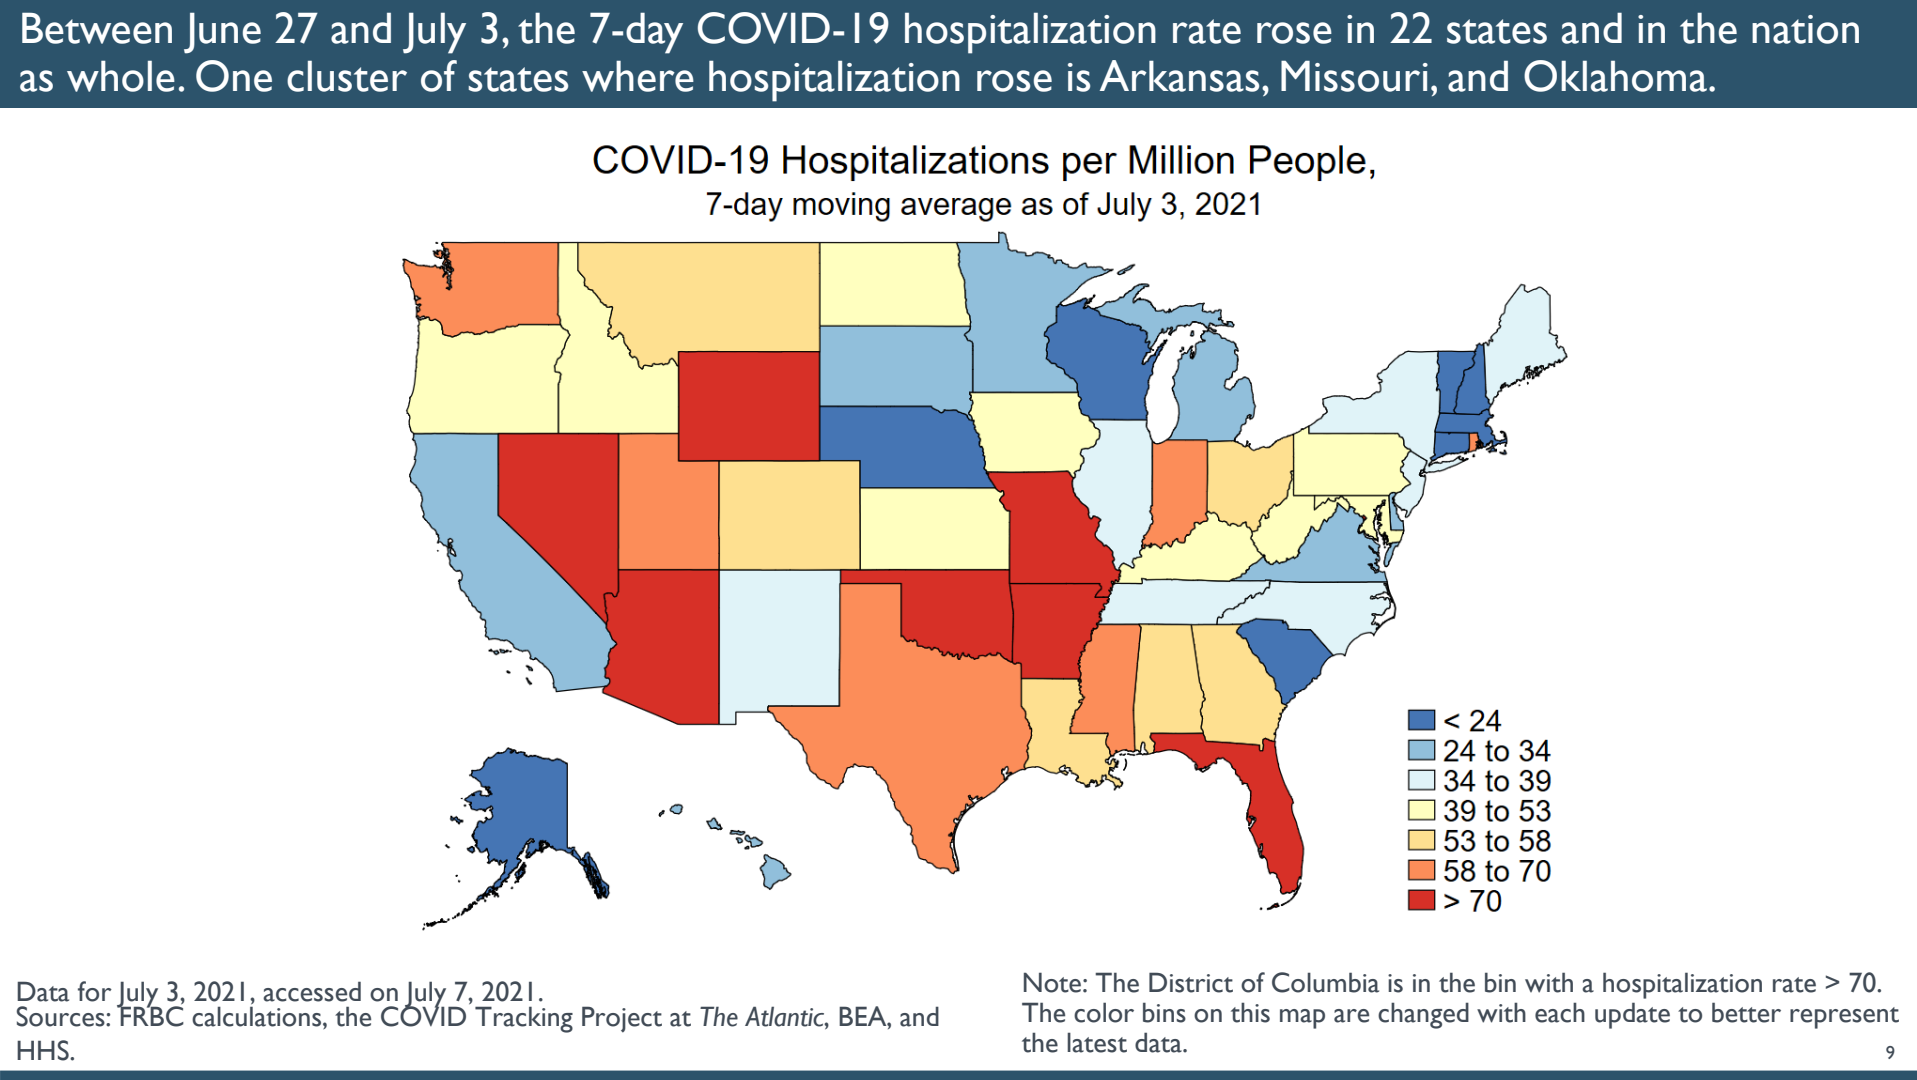 Between June 27 and July 3, the 7-day COVID-19 hospitalization rate rose in 22 states and in the nation
as whole. One cluster of states where hospitalization rose is Arkansas, Missouri, and Oklahoma.
COVID-19 Hospitalizations per Million People,
7-day moving average as of July 3, 2021
< 24
24 to 34
34 to 39
39 to 53
53 to 58
58 to 70
> 70
Data for July 3, 2021, accessed on July 7, 2021.
Sources: FRBC calculations, the COVID Tracking Project at The Atlantic, BEA, and
HHS.
Note: The District of Columbia is in the bin with a hospitalization rate > 70.
The color bins on this map are changed with each update to better represent
the latest data.
9